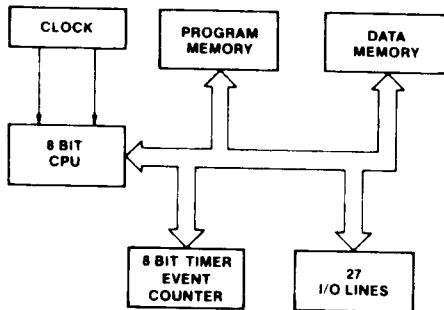 CLOCK
PROGRAM
MEMORY
DATA
MEMORY
8 BIT
CPU
8 BIT TIMER
EVENT
COUNTER
27
I/O LINES